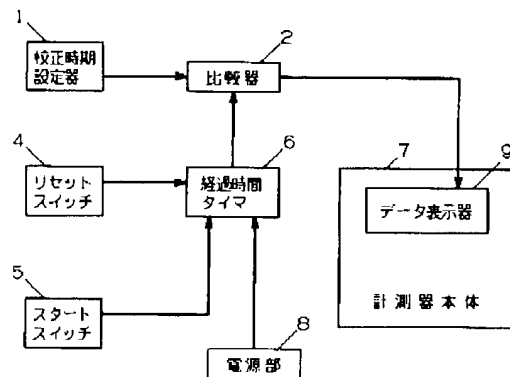 1
校正時期
設定器
2
比較器
4
リセット
スイッチ
6
経過時間
タイマ
7
9
データ表示器
計測器本体
5
スタート
スイッチ
8
電源部